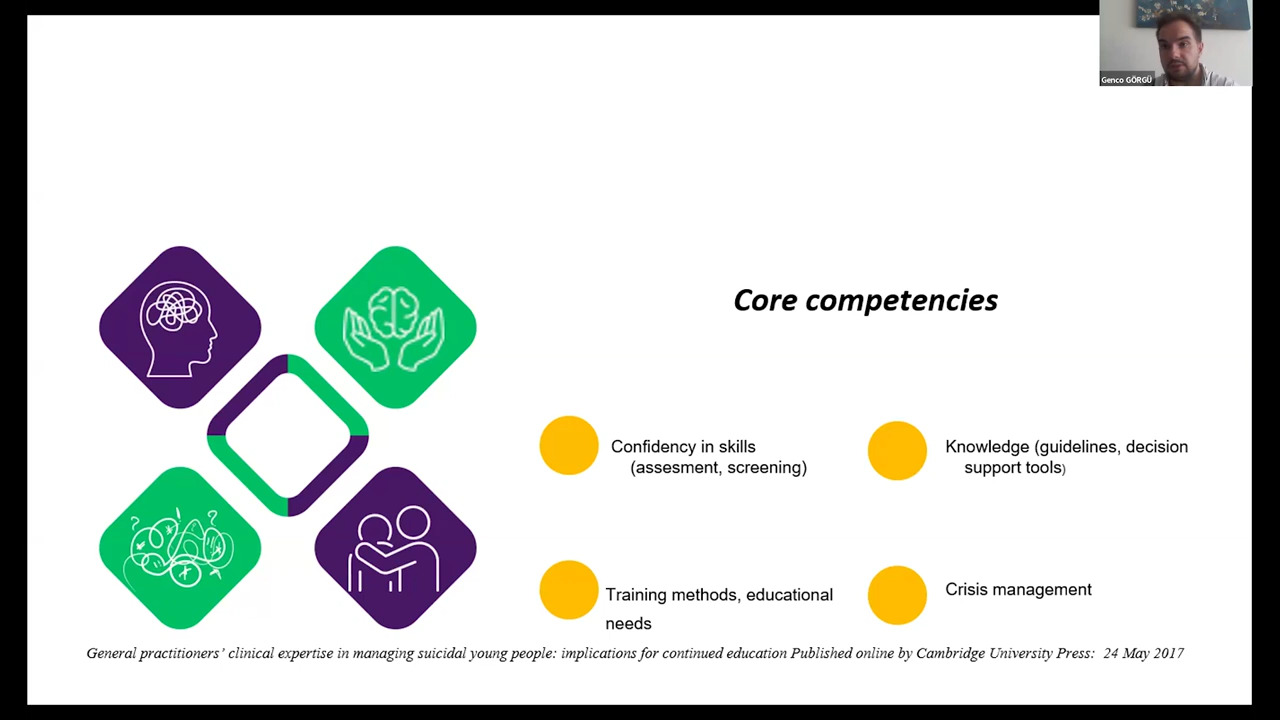 Genco GÖRGÜ
Core competencies
Confidency in skills
(assesment, screening)
Knowledge (guidelines, decision
support tools)
Training methods, educational
needs
Crisis management
General practitioners’ clinical expertise in managing suicidal young people: implications for continued education Published online by Cambridge University Press: 24 May 2017